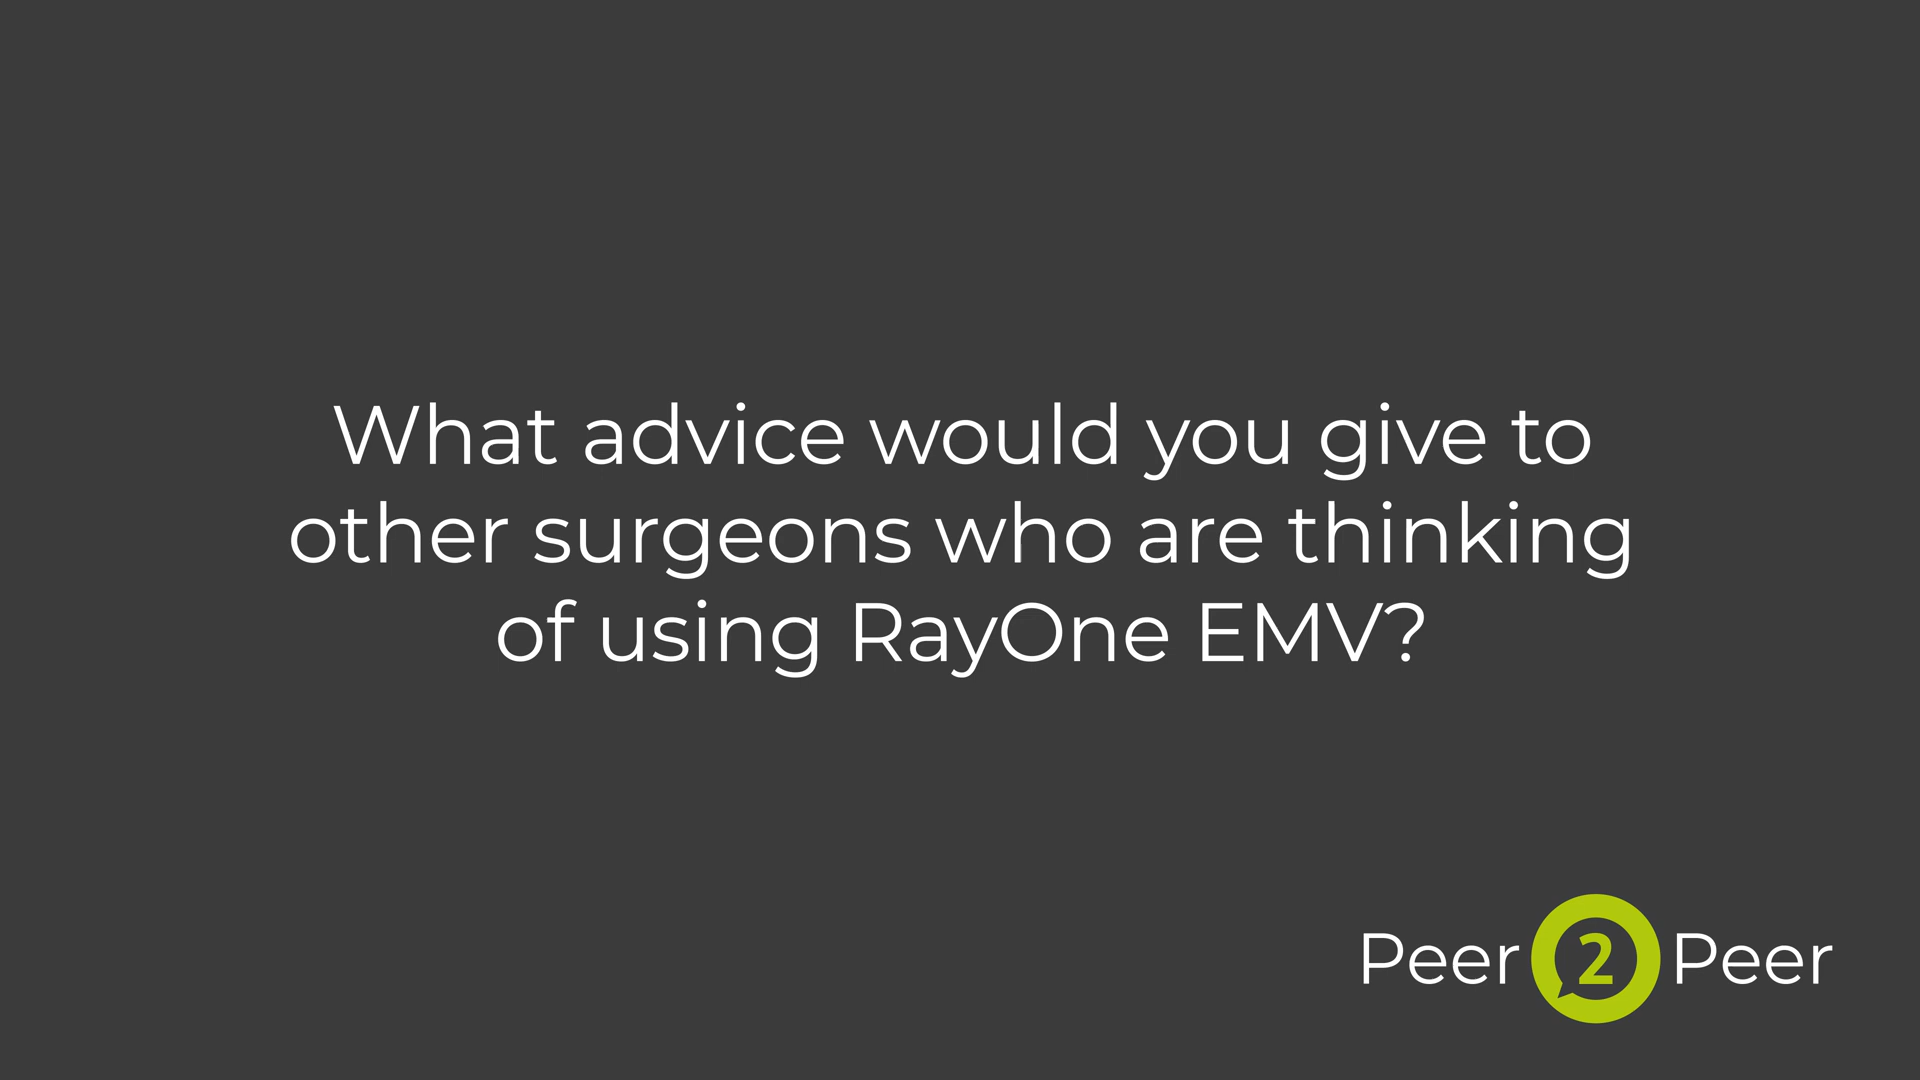 What advice would you give to
other surgeons who are thinking
of using RayOne EMV?
Peer 2 Peer